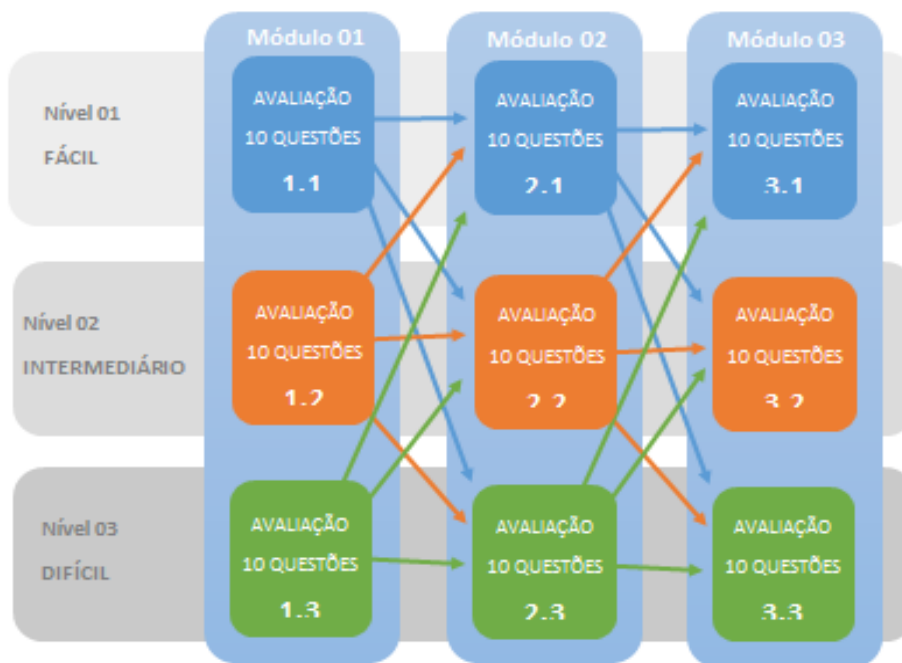 Módulo 01
Módulo 02
Módulo 03
Nível 01
FÁCIL
AVALIAÇÃO
10 QUESTÕES
1.1
AVALIAÇÃO
10 QUESTÕES
2.1
AVALIAÇÃO
10 QUESTÕES
3.1
Nível 02
INTERMEDIÁRIO
AVALIAÇÃO
10 QUESTÕES
1.2
AVALIAÇÃO
10 QUESTÕES
2.2
AVALIAÇÃO
10 QUESTÕES
3.2
Nível 03
DIFÍCIL
AVALIAÇÃO
10 QUESTÕES
1.3
AVALIAÇÃO
10 QUESTÕES
2.3
AVALIAÇÃO
10 QUESTÕES
3.3